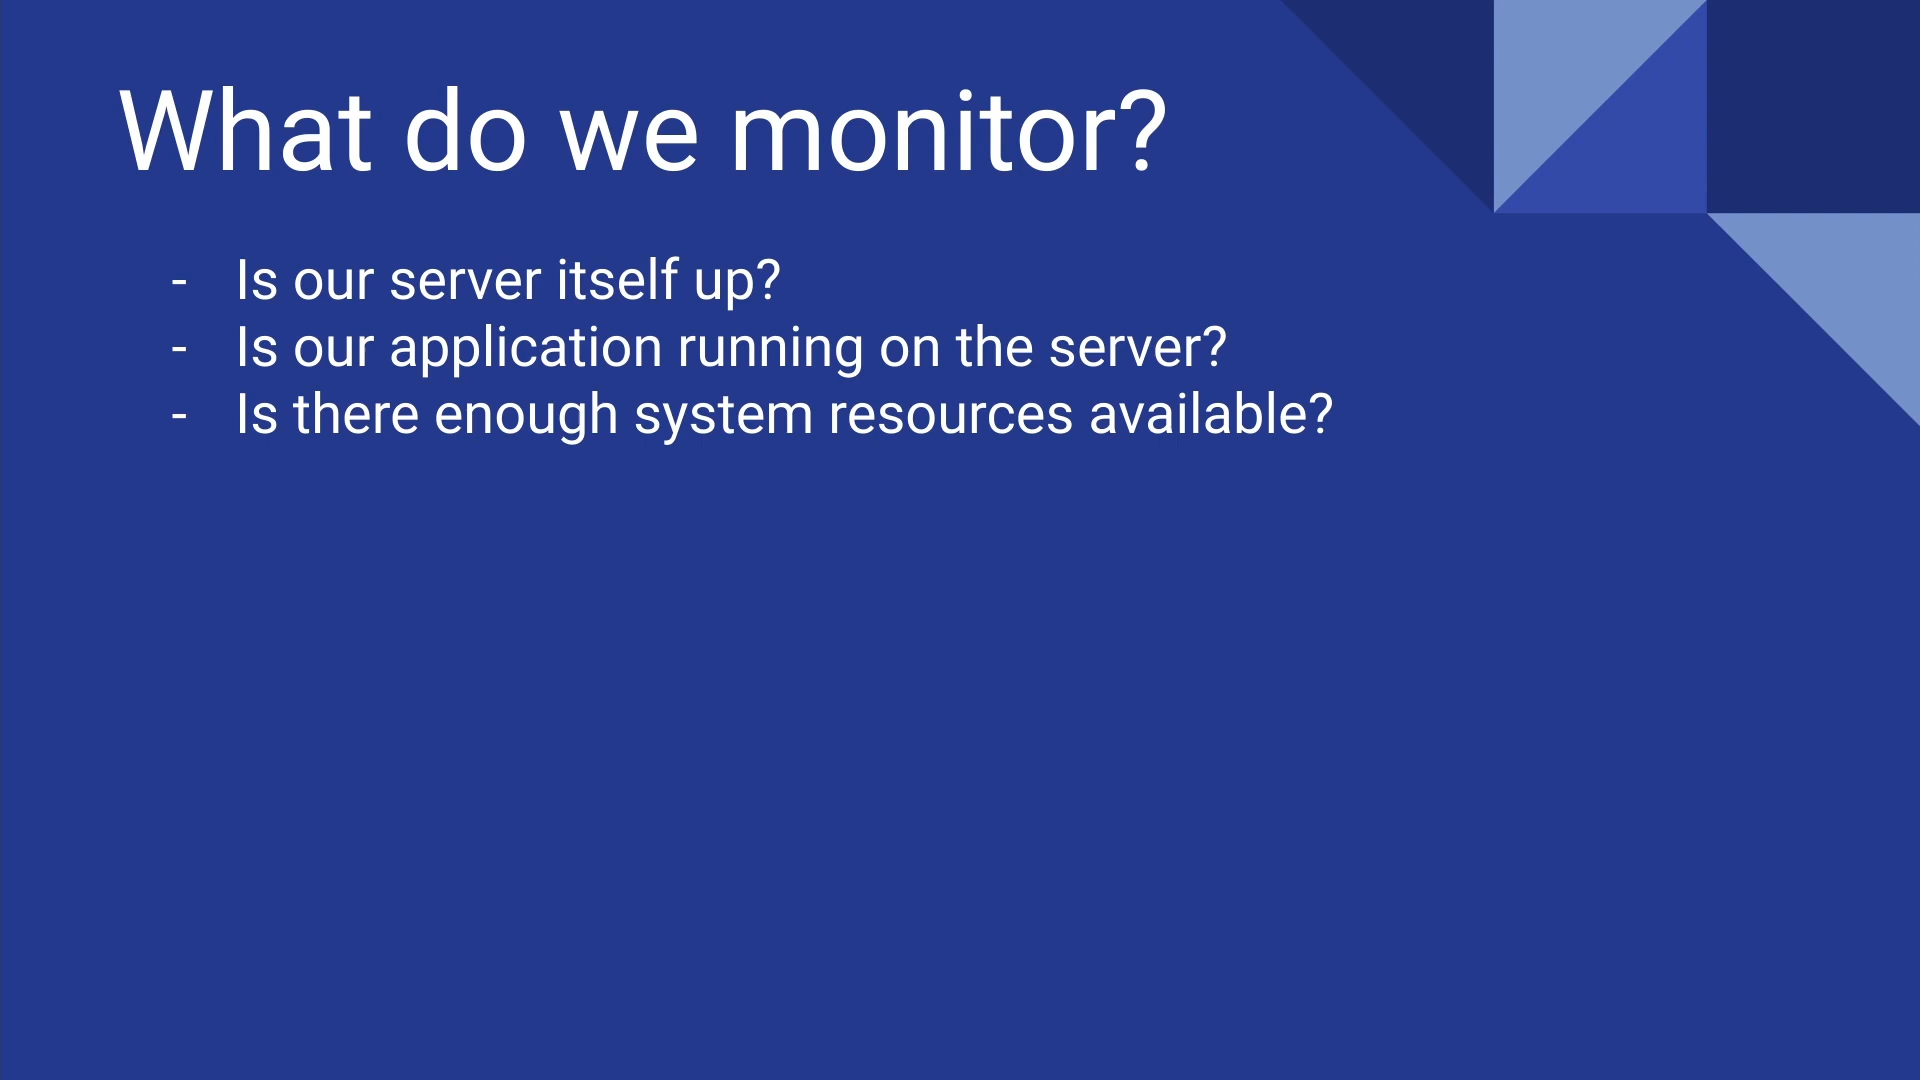 What do we monitor?
- Is our server itself up?
- Is our application running on the server?
- Is there enough system resources available?